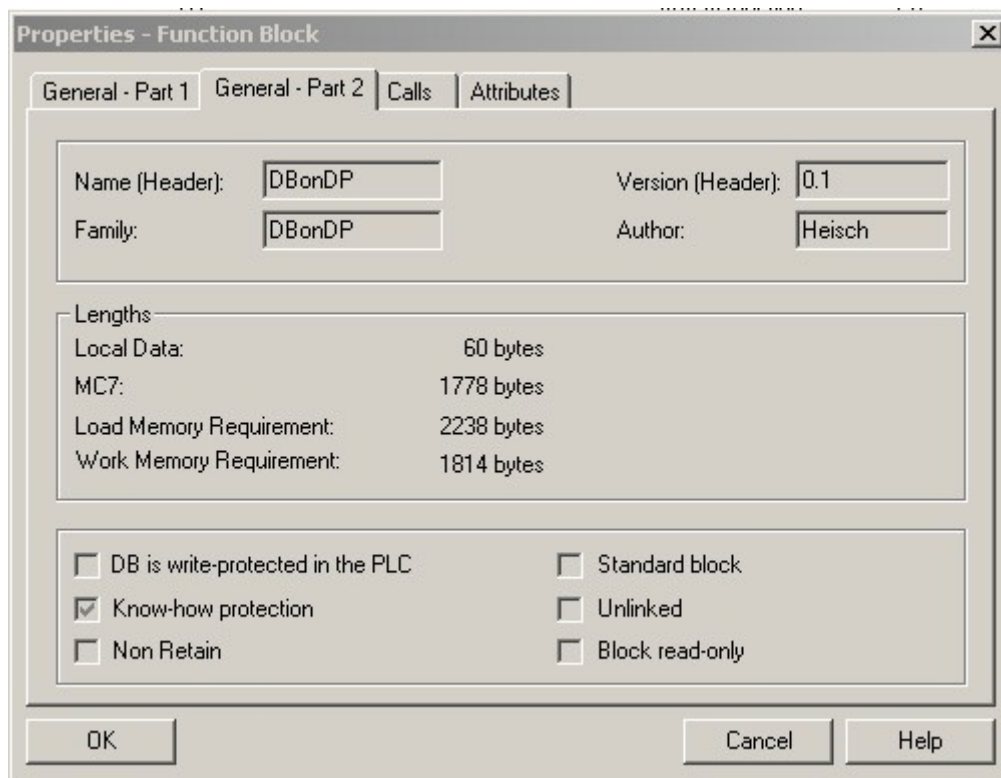 Properties - Function Block
General - Part 1 General - Part 2 Calls Attributes
Name (Header): DBonDP Version (Header): 0.1
Family: DBonDP Author: Heisch
Lengths
Local Data: 60 bytes
MC7: 1778 bytes
Load Memory Requirement: 2238 bytes
Work Memory Requirement: 1814 bytes
DB is write-protected in the PLC Standard block
Know-how protection Unlinked
Non Retain Block read-only
OK Cancel Help